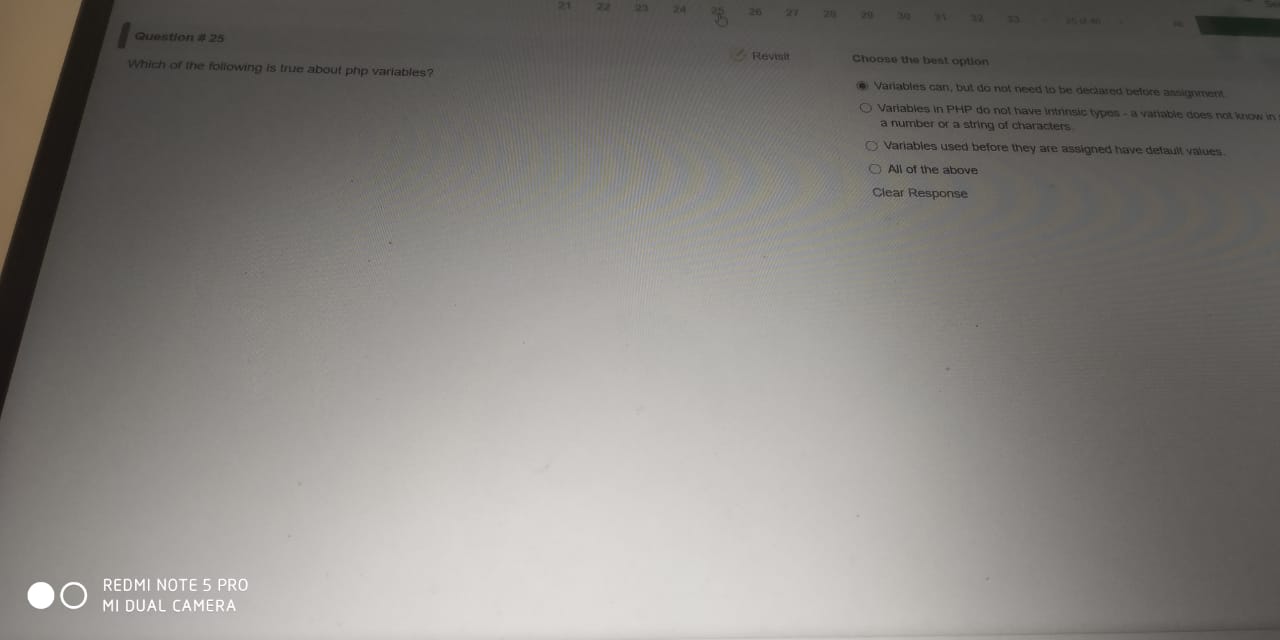 21 22 23 24 25 26 27 28 29 30 31 32 33 25 of 40
Question # 25
Which of the following is true about php variables?
Revisit
Choose the best option
Variables can, but do not need to be declared before assignment.
Variables in PHP do not have intrinsic types - a variable does not know in
a number or a string of characters.
Variables used before they are assigned have default values.
All of the above
Clear Response
REDMI NOTE 5 PRO
MI DUAL CAMERA